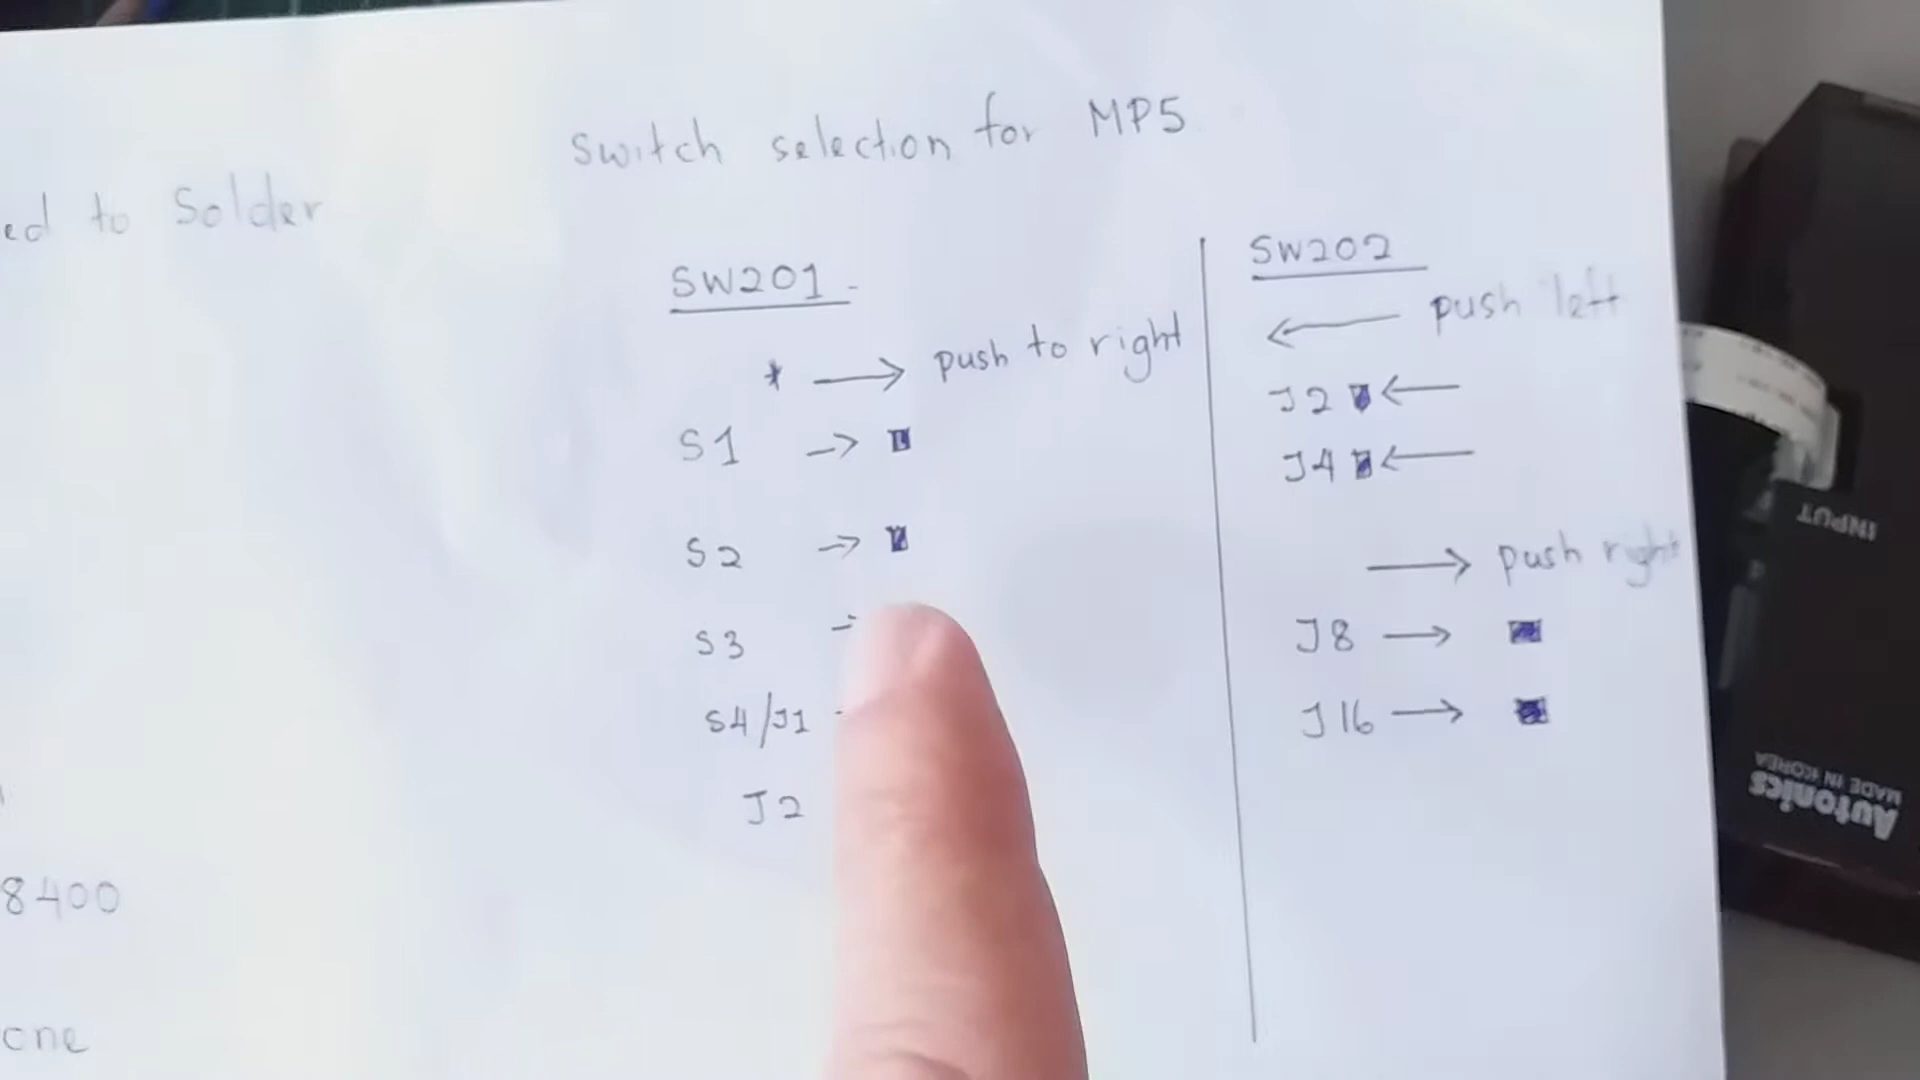 Switch selection for MP5
ed to Solder
SW201
* → push to right
S1 →
S2 →
S3 →
S4/J1
J2
SW202
← push left
J2 ←
J4 ←
→ push right
J8 →
J16 →
8400
one
INPUT
MADE IN KOREA
Autonics